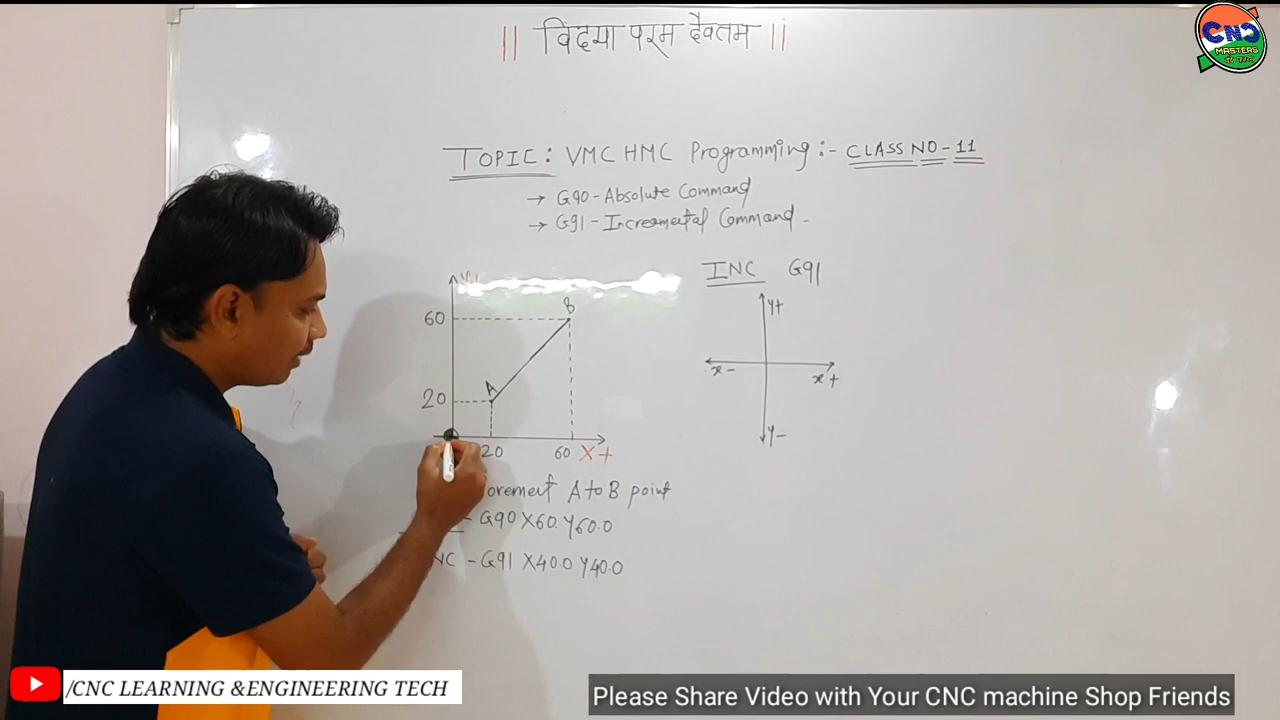 || विदया परम दैवतम ||
CNC
MASTERS
TOPIC: VMC HMC Programming :- CLASS NO - 11
→ G90 - Absolute Command
→ G91 - Increamental Command -
INC G91
Y+
B
60
y+
x- x+
A
20
y-
20 60 X+
A to B point
- G90 X60. Y60.0
NC - G91 X40.0 Y40.0
/CNC LEARNING &ENGINEERING TECH
Please Share Video with Your CNC machine Shop Friends